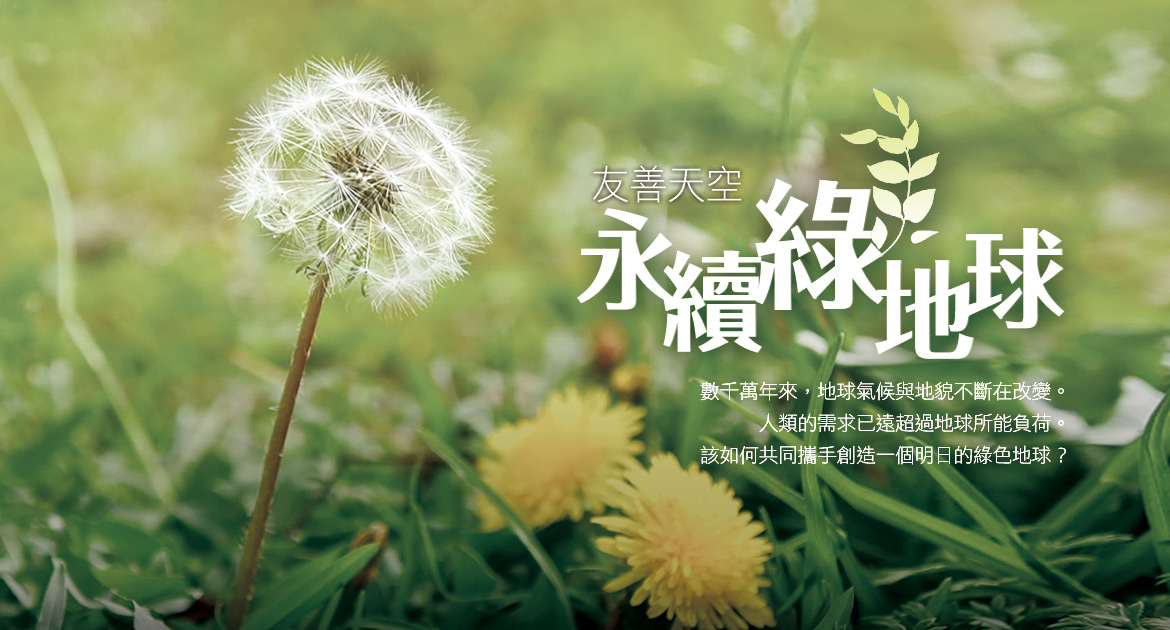 友善天空
永續綠地球
數千萬年來，地球氣候與地貌不斷在改變。
人類的需求已遠超過地球所能負荷。
該如何共同攜手創造一個明日的綠色地球？